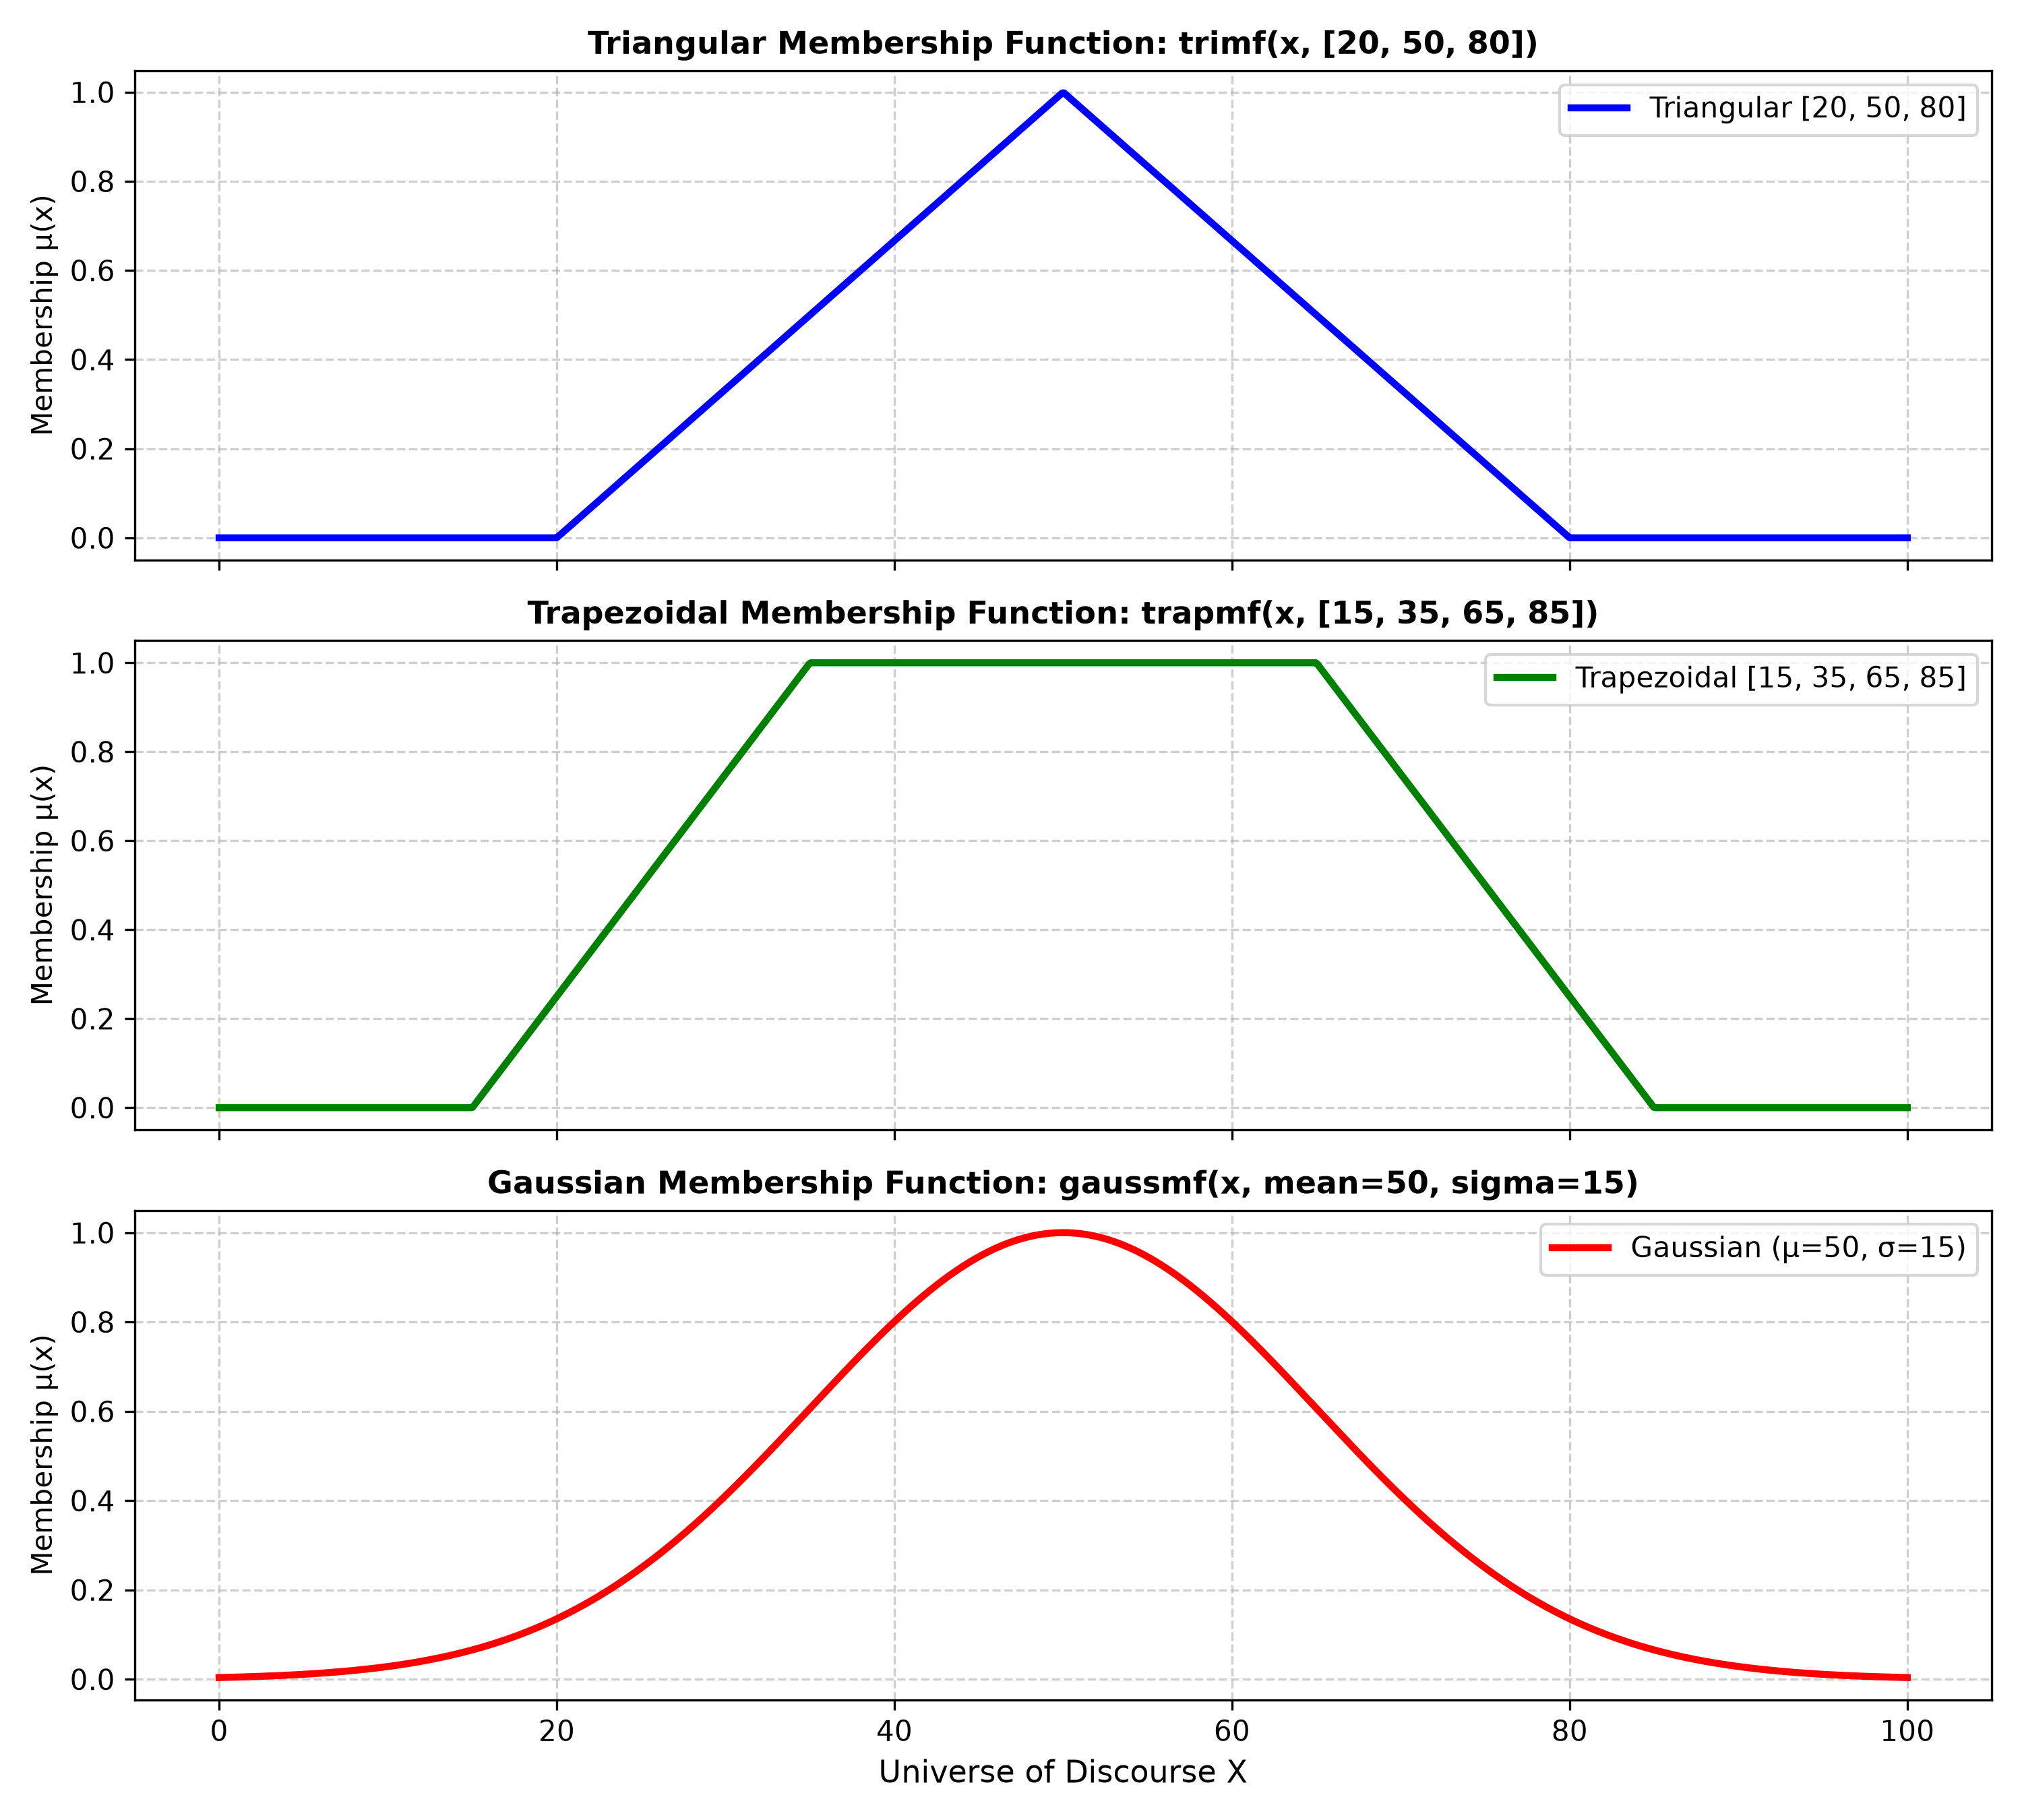 Triangular Membership Function: trimf(x, [20, 50, 80])
Membership µ(x)
1.0
0.8
0.6
0.4
0.2
0.0
Triangular [20, 50, 80]
Trapezoidal Membership Function: trapmf(x, [15, 35, 65, 85])
Membership µ(x)
1.0
0.8
0.6
0.4
0.2
0.0
Trapezoidal [15, 35, 65, 85]
Gaussian Membership Function: gaussmf(x, mean=50, sigma=15)
Membership µ(x)
1.0
0.8
0.6
0.4
0.2
0.0
Gaussian (µ=50, σ=15)
0 20 40 60 80 100
Universe of Discourse X